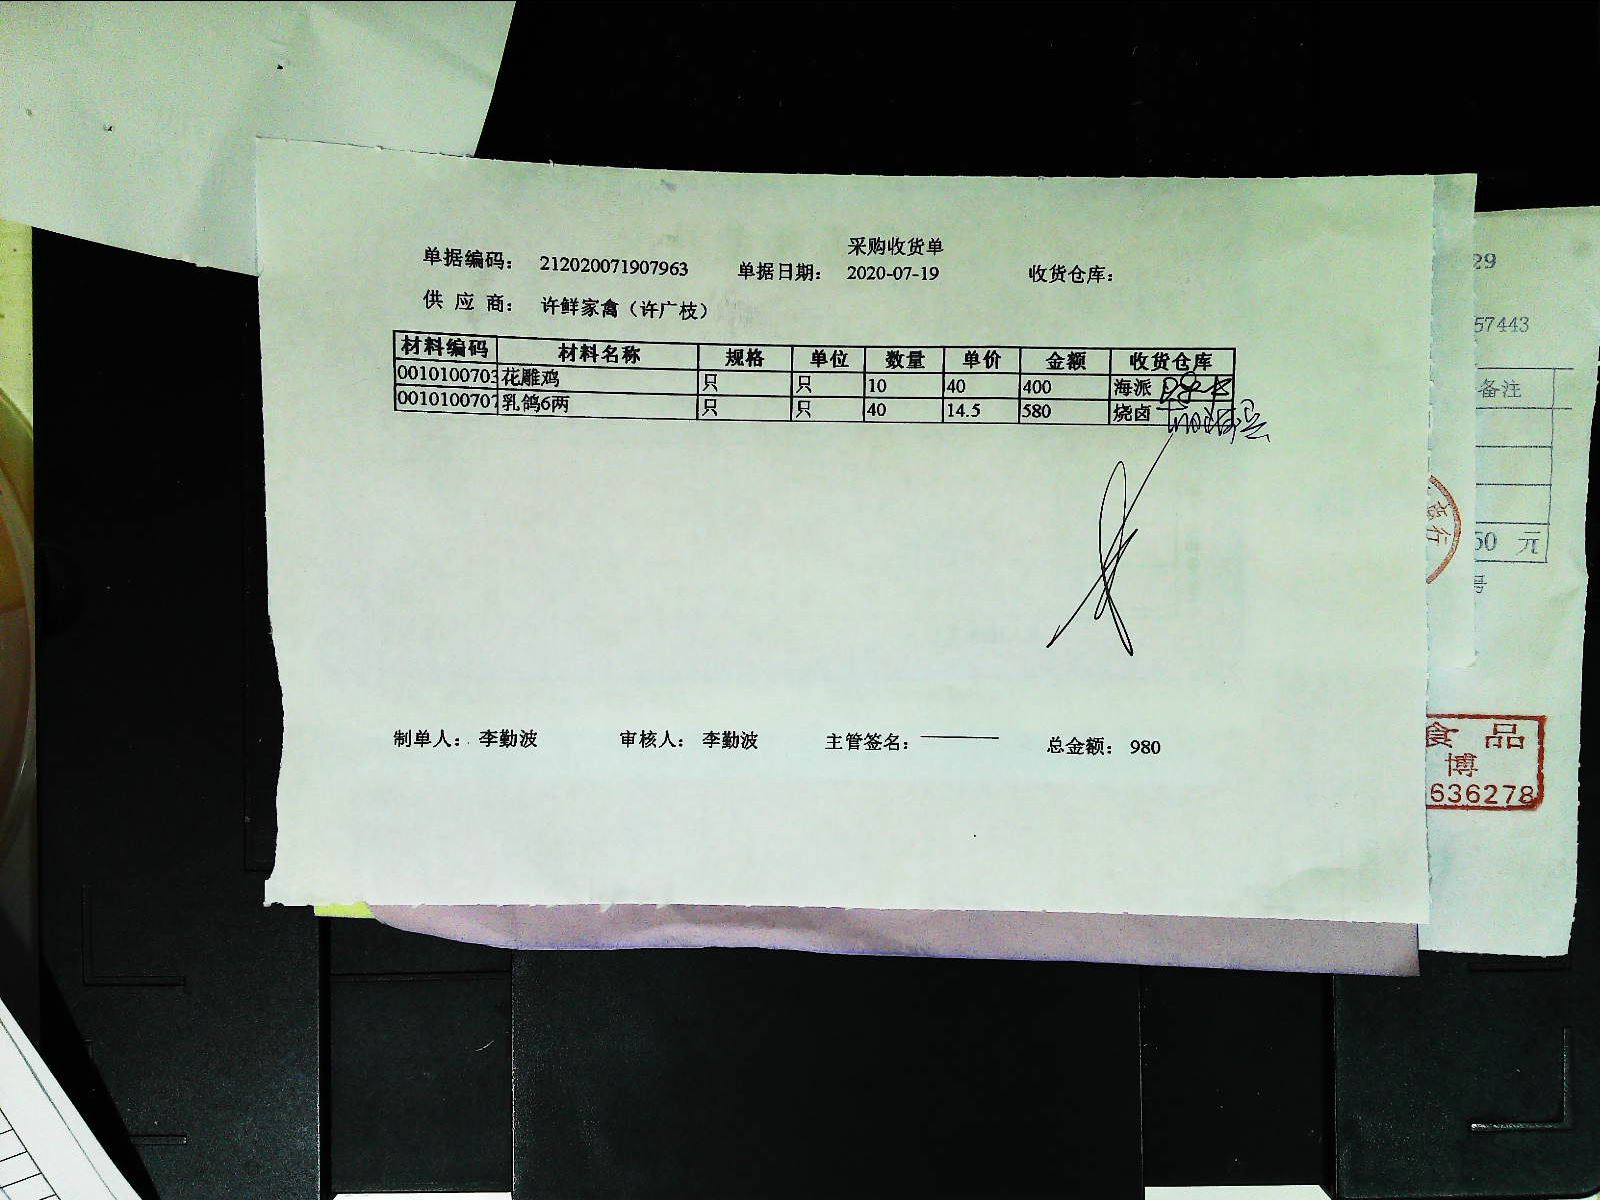 采购收货单
单据编码： 212020071907963 单据日期： 2020-07-19 收货仓库：
供 应 商： 许鲜家禽（许广枝）
材料编码 材料名称 规格 单位 数量 单价 金额 收货仓库
0010100703 花雕鸡 只 只 10 40 400 海派
0010100707 乳鸽6两 只 只 40 14.5 580 烧卤
制单人： 李勤波 审核人： 李勤波 主管签名： 总金额： 980
29
57443
备注
60 元
号
食 品
博
636278